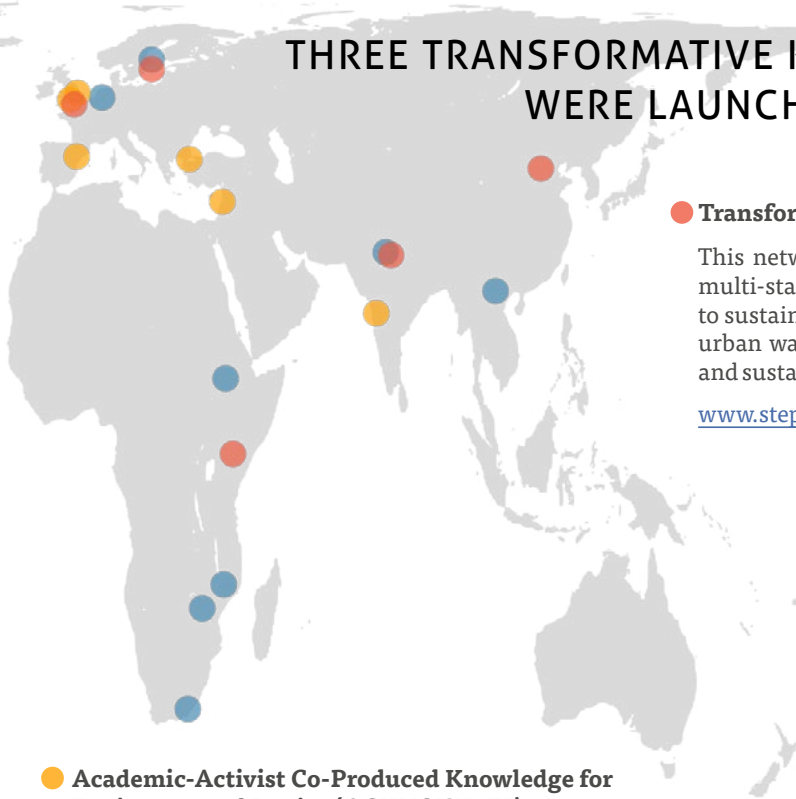 THREE TRANSFORMATIVE
WERE LAUNCH
Transfor
This netw
multi-sta
to sustain
urban wa
and susta
www.step
Academic-Activist Co-Produced Knowledge for